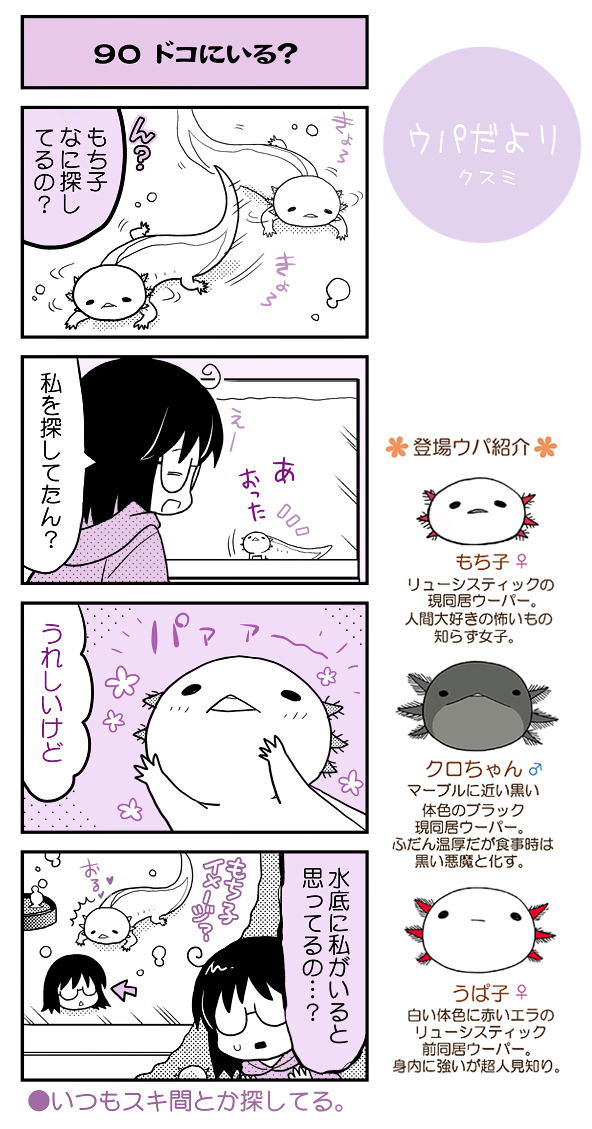 90 ドコにいる?
ウパだより
クスミ
ん?
もち子
なに探し
てるの?
きょろ
きょろ
私を探してたん?
えー
あ
おった
パァァ〜
うれしいけど
水底に私がいると
思ってるの…?
もち子
イメージ?
おる♥♥
●いつもスキ間とか探してる。
登場ウパ紹介
もち子♀
リューシスティックの
現同居ウーパー。
人間大好きの怖いもの
知らず女子。
クロちゃん♂
マーブルに近い黒い
体色のブラック
現同居ウーパー。
ふだん温厚だが食事時は
黒い悪魔と化す。
うぱ子♀
白い体色に赤いエラの
リューシスティック
前同居ウーパー。
身内に強いが超人見知り。